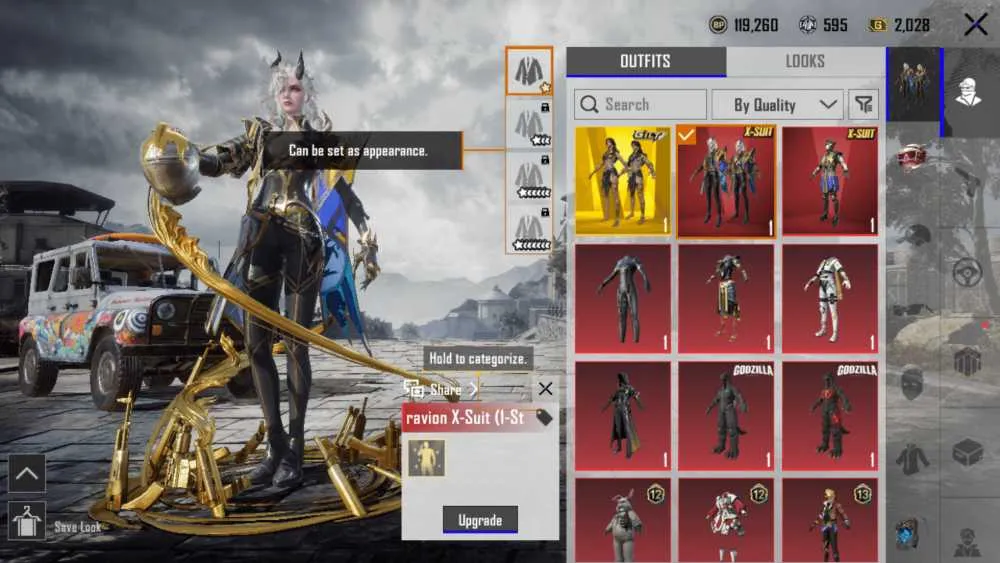 BP 119,260
595
G 2,028
OUTFITS
LOOKS
Search
By Quality
Can be set as appearance.
GILT
X-SUIT
X-SUIT
1
1
1
1
1
1
GODZILLA
GODZILLA
1
1
1
12
12
13
Hold to categorize.
Share
ravion X-Suit (1-St
Upgrade
Save Look